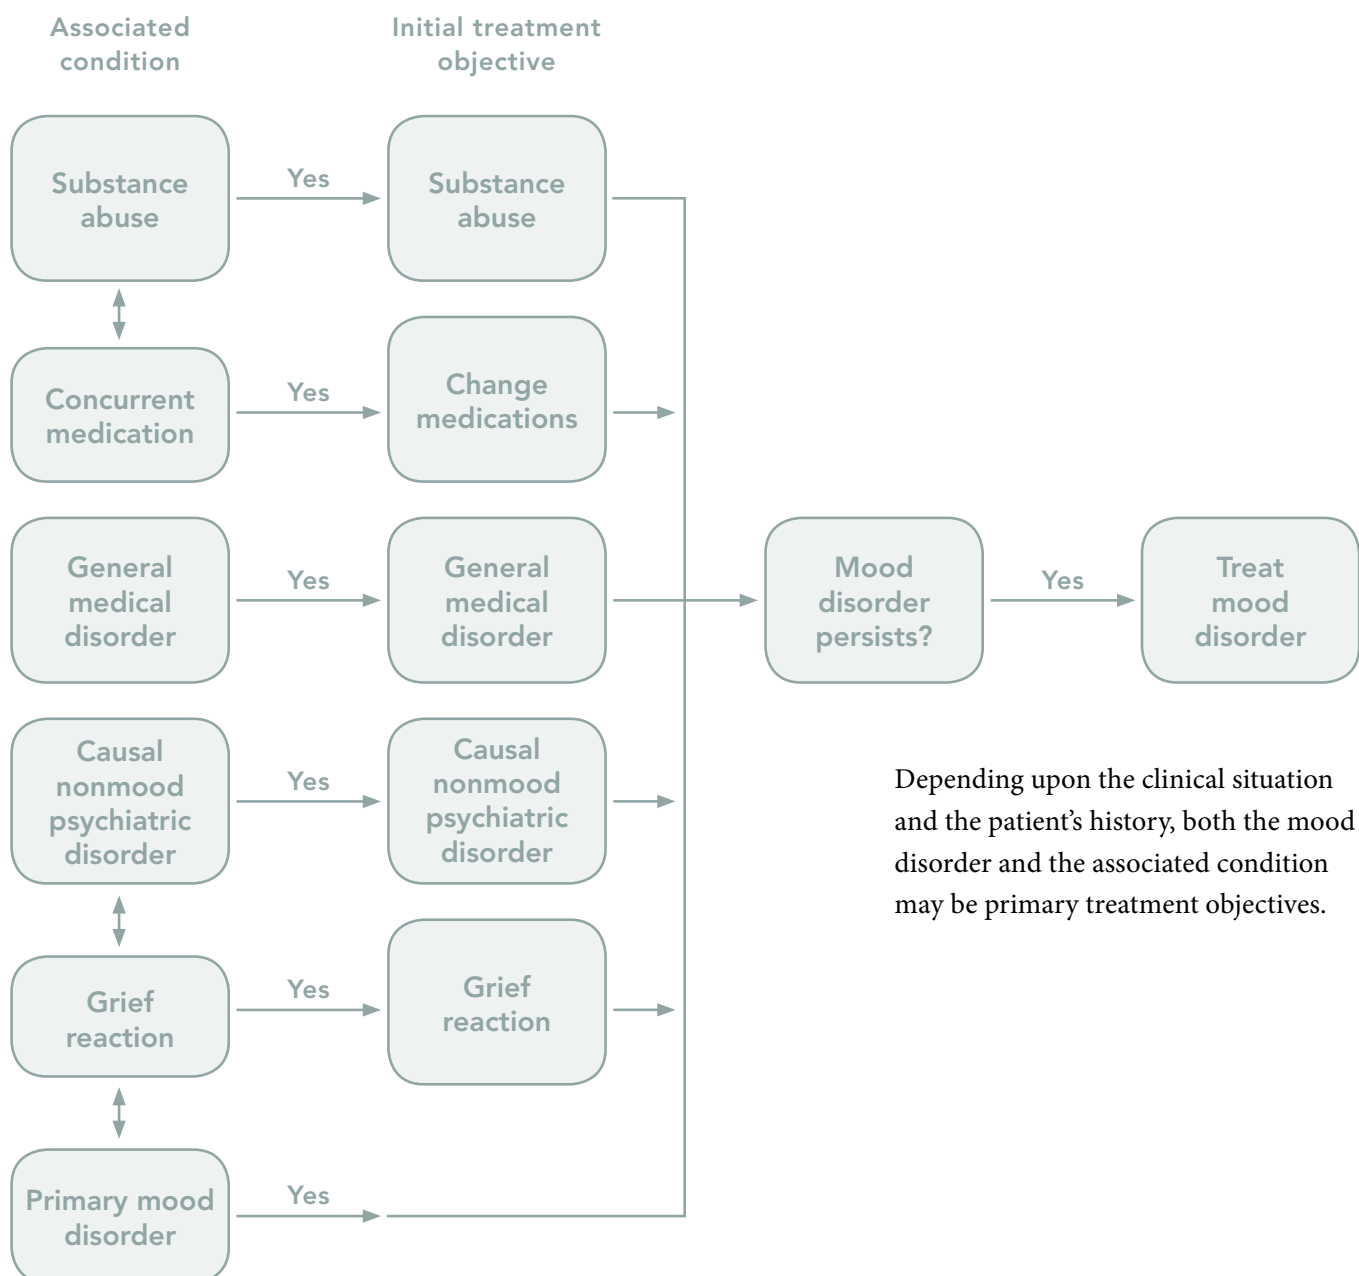 Associated
condition
Initial treatment
objective
Substance
abuse
Yes
Substance
abuse
Concurrent
medication
Yes
Change
medications
General
medical
disorder
Yes
General
medical
disorder
Mood
disorder
persists?
Yes
Treat
mood
disorder
Causal
nonmood
psychiatric
disorder
Yes
Causal
nonmood
psychiatric
disorder
Depending upon the clinical situation
and the patient’s history, both the mood
disorder and the associated condition
may be primary treatment objectives.
Grief
reaction
Yes
Grief
reaction
Primary mood
disorder
Yes